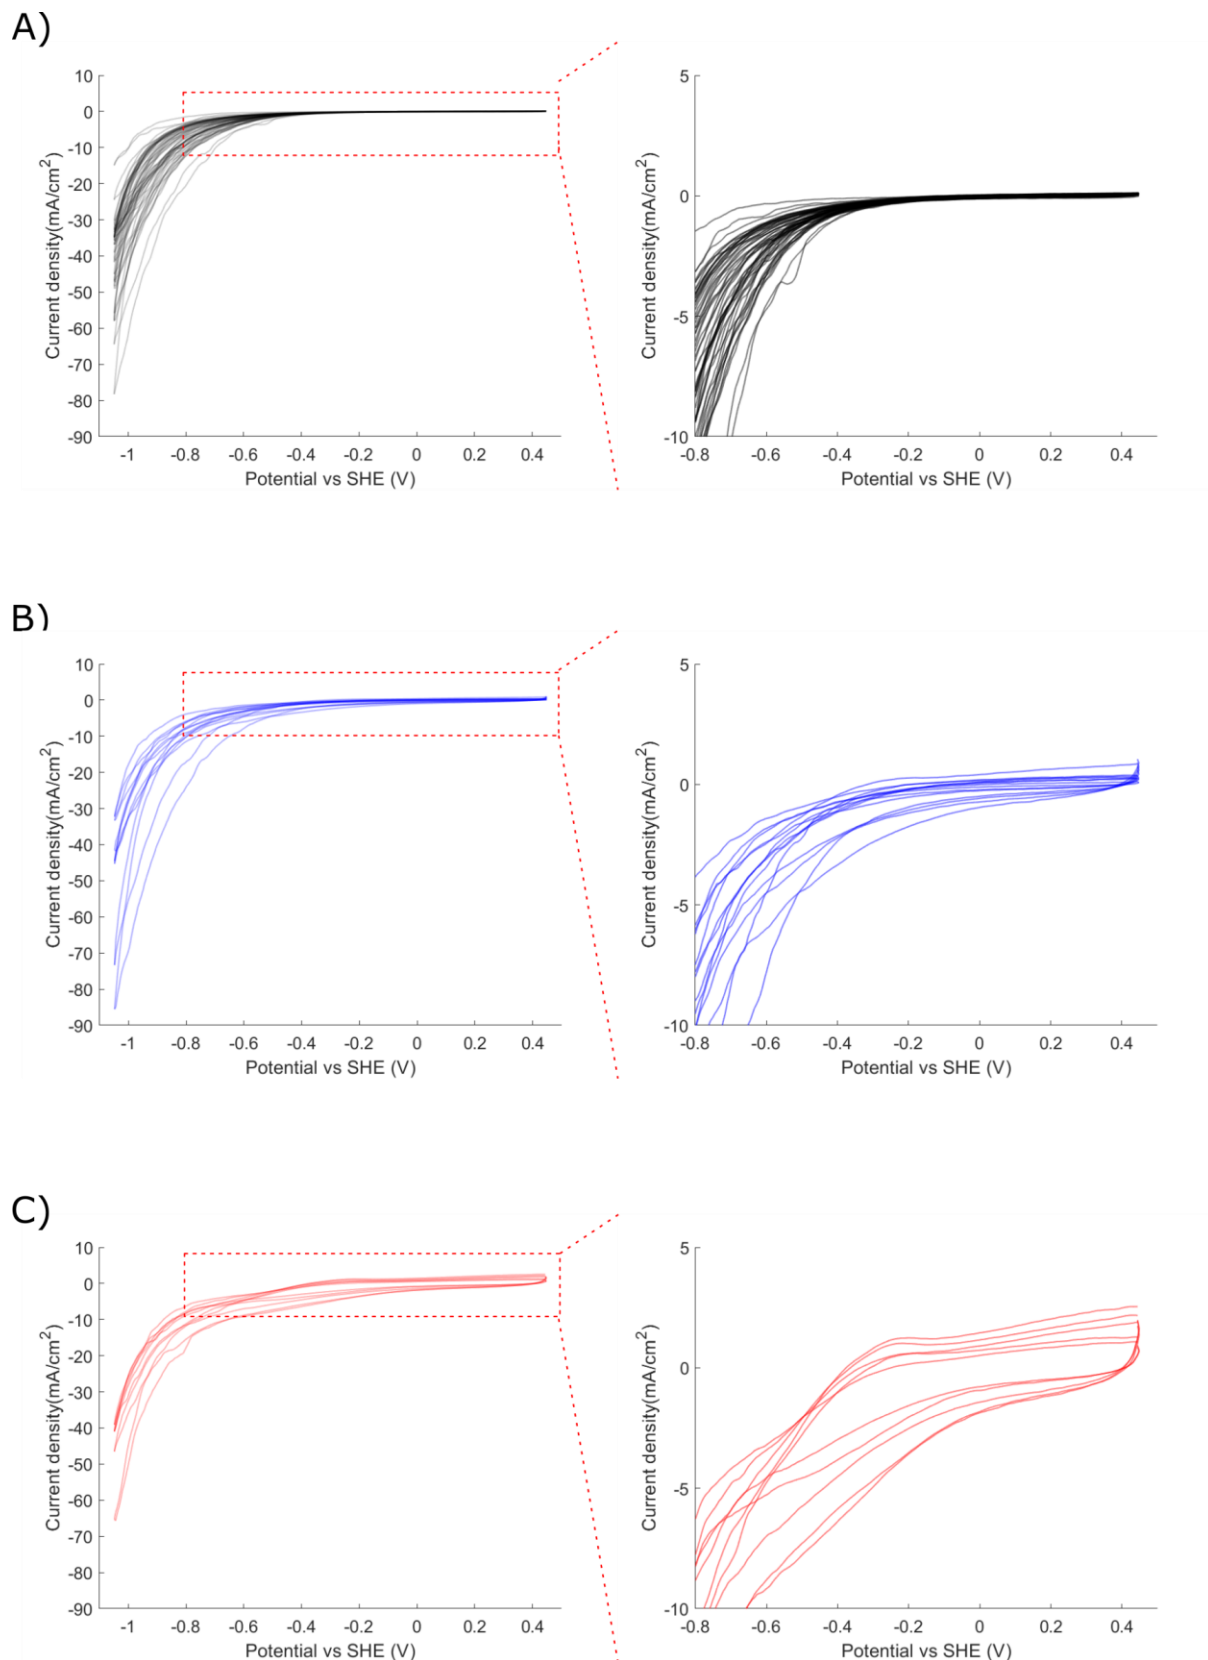 A)
10
0
-10
-20
-30
-40
-50
-60
-70
-80
-90
Current density(mA/cm²)
-1 -0.8 -0.6 -0.4 -0.2 0 0.2 0.4
Potential vs SHE (V)
5
0
-5
-10
Current density(mA/cm²)
-0.8 -0.6 -0.4 -0.2 0 0.2 0.4
Potential vs SHE (V)
B)
10
0
-10
-20
-30
-40
-50
-60
-70
-80
-90
Current density(mA/cm²)
-1 -0.8 -0.6 -0.4 -0.2 0 0.2 0.4
Potential vs SHE (V)
5
0
-5
-10
Current density(mA/cm²)
-0.8 -0.6 -0.4 -0.2 0 0.2 0.4
Potential vs SHE (V)
C)
10
0
-10
-20
-30
-40
-50
-60
-70
-80
-90
Current density(mA/cm²)
-1 -0.8 -0.6 -0.4 -0.2 0 0.2 0.4
Potential vs SHE (V)
5
0
-5
-10
Current density(mA/cm²)
-0.8 -0.6 -0.4 -0.2 0 0.2 0.4
Potential vs SHE (V)